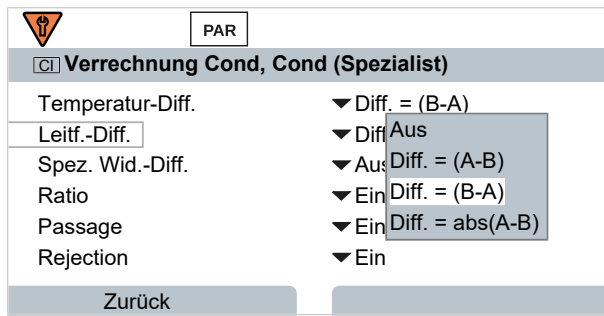 PAR
CI Verrechnung Cond, Cond (Spezialist)
Temperatur-Diff. Diff. = (B-A)
Leitf.-Diff. Diff
Aus
Spez. Wid.-Diff. Aus
Diff. = (A-B)
Ratio Ein
Diff. = (B-A)
Passage Ein
Diff. = abs(A-B)
Rejection Ein
Zurück